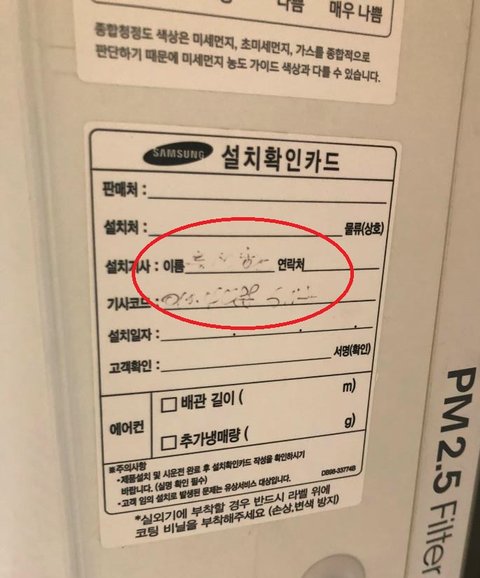 나쁨 매우 나쁨
종합청정도 색상은 미세먼지, 초미세먼지, 가스를 종합적으로
판단하기 때문에 미세먼지 농도 가이드 색상과 다를 수 있습니다.
SAMSUNG 설치확인카드
판매처 :
설치처 : 물류(상호)
설치기사 : 이름 연락처
기사코드 :
설치일자 : . . .
고객확인 : 서명(확인)
에어컨
□ 배관 길이 ( m)
□ 추가냉매량 ( g)
※주의사항
• 제품설치 및 시운전 완료 후 설치확인카드 작성을 확인하시기
바랍니다. (실명 확인 필수)
• 고객 임의 설치로 발생된 문제는 유상서비스 대상입니다.
DB98-33774B
*실외기에 부착할 경우 반드시 라벨 위에
코팅 비닐을 부착해주세요 (손상,변색 방지)
PM2.5 Filter